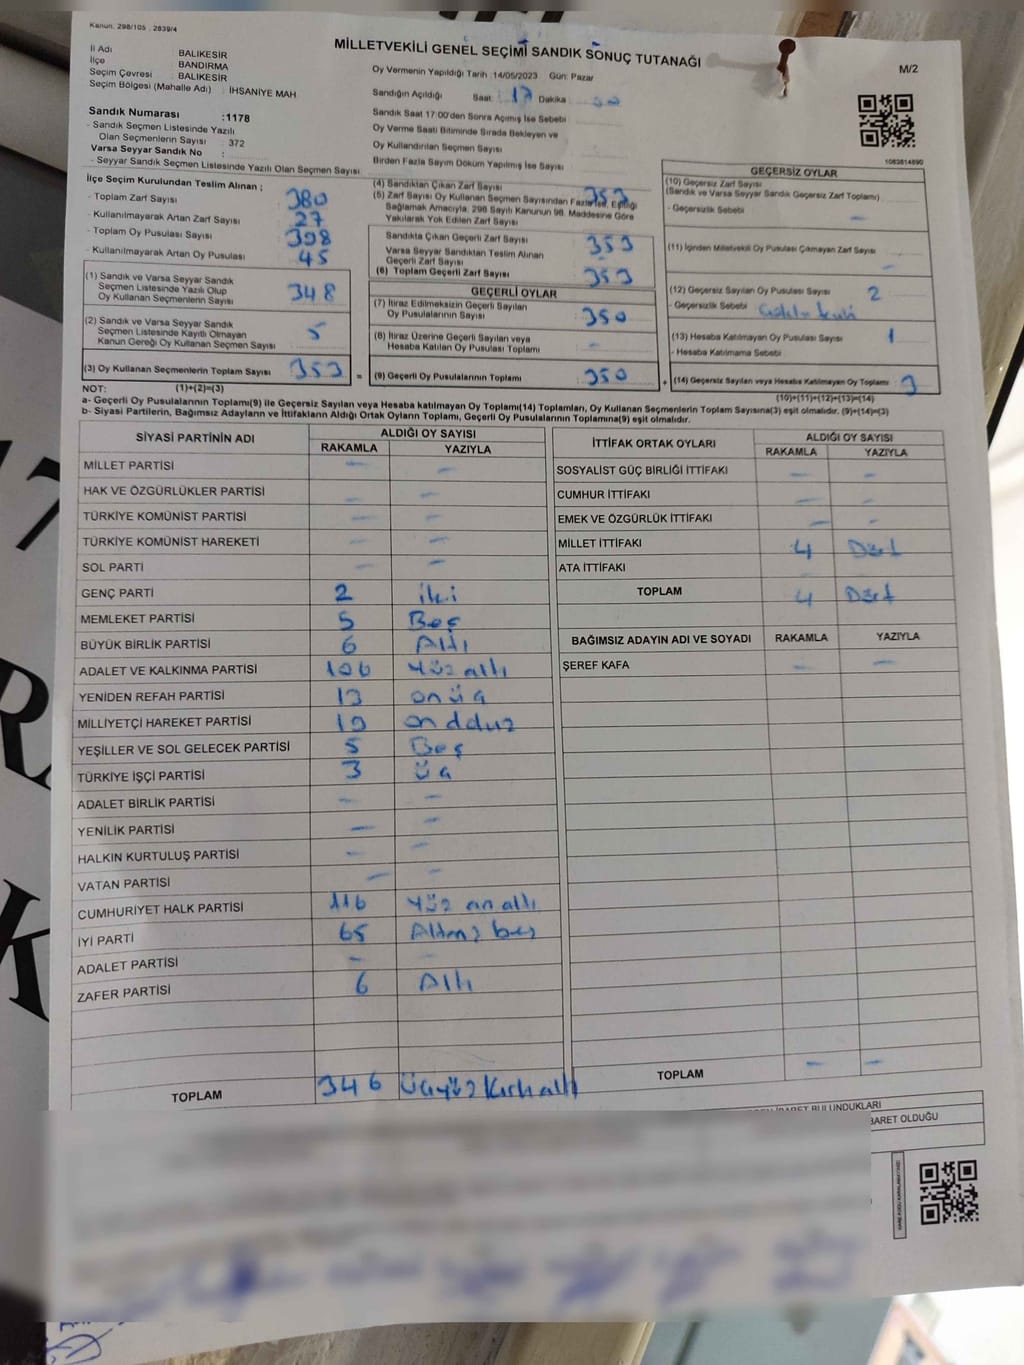 Kanun. 298/105 . 2839/4
MİLLETVEKİLİ GENEL SEÇİMİ SANDIK SONUÇ TUTANAĞI
M/2
İl Adı BALIKESİR
İlçe BANDIRMA
Seçim Çevresi : BALIKESİR
Seçim Bölgesi (Mahalle Adı) : İHSANİYE MAH
Sandık Numarası :1178
- Sandık Seçmen Listesinde Yazılı
Olan Seçmenlerin Sayısı : 372
Varsa Seyyar Sandık No :
- Seyyar Sandık Seçmen Listesinde Yazılı Olan Seçmen Sayısı
Oy Vermenin Yapıldığı Tarih :14/05/2023 Gün: Pazar
Sandığın Açıldığı Saat: 17 Dakika
Sandık Saat 17:00'den Sonra Açmış İse Sebebi
Oy Verme Saati Bitiminde Sırada Bekleyen ve
Oy Kullandırılan Seçmen Sayısı
Birden Fazla Sayım Döküm Yapılmış İse Sayısı
1083814890
İlçe Seçim Kurulundan Teslim Alınan ;
- Toplam Zarf Sayısı 380
- Kullanılmayarak Artan Zarf Sayısı 27
- Toplam Oy Pusulası Sayısı 398
- Kullanılmayarak Artan Oy Pusulası 45
(1) Sandık ve Varsa Seyyar Sandık
Seçmen Listesinde Yazılı Olup
Oy Kullanan Seçmenlerin Sayısı 348
(2) Sandık ve Varsa Seyyar Sandık
Seçmen Listesinde Kayıtlı Olmayan
Kanun Gereği Oy Kullanan Seçmen Sayısı 5
(3) Oy Kullanan Seçmenlerin Toplam Sayısı 353 =
(4) Sandıktan Çıkan Zarf Sayısı 353
(5) Zarf Sayısı Oy Kullanan Seçmen Sayısından Fazla İse, Eşitliği
Sağlamak Amacıyla, 298 Sayılı Kanunun 98. Maddesine Göre
Yakılarak Yok Edilen Zarf Sayısı
Sandıkta Çıkan Geçerli Zarf Sayısı 353
Varsa Seyyar Sandıktan Teslim Alınan
Geçerli Zarf Sayısı -
(6) Toplam Geçerli Zarf Sayısı 353
GEÇERLİ OYLAR
(7) İtiraz Edilmeksizin Geçerli Sayılan
Oy Pusulalarının Sayısı 350
(8) İtiraz Üzerine Geçerli Sayılan veya
Hesaba Katılan Oy Pusulası Toplamı -
(9) Geçerli Oy Pusulalarının Toplamı 350 +
GEÇERSİZ OYLAR
(10) Geçersiz Zarf Sayısı
(Sandık ve Varsa Seyyar Sandık Geçersiz Zarf Toplamı)
- Geçersizlik Sebebi -
(11) İçinden Milletvekili Oy Pusulası Çıkmayan Zarf Sayısı -
(12) Geçersiz Sayılan Oy Pusulası Sayısı 2
- Geçersizlik Sebebi
(13) Hesaba Katılmayan Oy Pusulası Sayısı 1
- Hesaba Katılmama Sebebi
(14) Geçersiz Sayılan veya Hesaba Katılmayan Oy Toplamı 3
NOT: (1)+(2)=(3)
(10)+(11)+(12)+(13)=(14)
a- Geçerli Oy Pusulalarının Toplamı(9) ile Geçersiz Sayılan veya Hesaba katılmayan Oy Toplamı(14) Toplamları, Oy Kullanan Seçmenlerin Toplam Sayısına(3) eşit olmalıdır. (9)+(14)=(3)
b- Siyasi Partilerin, Bağımsız Adayların ve İttifakların Aldığı Ortak Oyların Toplamı, Geçerli Oy Pusulalarının Toplamına(9) eşit olmalıdır.
SİYASİ PARTİNİN ADI ALDIĞI OY SAYISI
RAKAMLA YAZIYLA
MİLLET PARTİSİ - -
HAK VE ÖZGÜRLÜKLER PARTİSİ - -
TÜRKİYE KOMÜNİST PARTİSİ - -
TÜRKİYE KOMÜNİST HAREKETİ - -
SOL PARTİ - -
GENÇ PARTİ 2 iki
MEMLEKET PARTİSİ 5 Beş
BÜYÜK BİRLİK PARTİSİ 6 Altı
ADALET VE KALKINMA PARTİSİ 106 Yüz altı
YENİDEN REFAH PARTİSİ 13 on üç
MİLLİYETÇİ HAREKET PARTİSİ 19 on dduz
YEŞİLLER VE SOL GELECEK PARTİSİ 5 Beş
TÜRKİYE İŞÇİ PARTİSİ 3 üç
ADALET BİRLİK PARTİSİ - -
YENİLİK PARTİSİ - -
HALKIN KURTULUŞ PARTİSİ - -
VATAN PARTİSİ - -
CUMHURİYET HALK PARTİSİ 116 Yüz on altı
İYİ PARTİ 65 Altmış beş
ADALET PARTİSİ - -
ZAFER PARTİSİ 6 Altı
TOPLAM 346 üçyüz Kırk altı
İTTİFAK ORTAK OYLARI ALDIĞI OY SAYISI
RAKAMLA YAZIYLA
SOSYALİST GÜÇ BİRLİĞİ İTTİFAKI - -
CUMHUR İTTİFAKI - -
EMEK VE ÖZGÜRLÜK İTTİFAKI - -
MİLLET İTTİFAKI 4 Dört
ATA İTTİFAKI
TOPLAM 4 Dört
BAĞIMSIZ ADAYIN ADI VE SOYADI RAKAMLA YAZIYLA
ŞEREF KAFA - -
TOPLAM - -
BULUNDUKLARI
BARET OLDUĞU